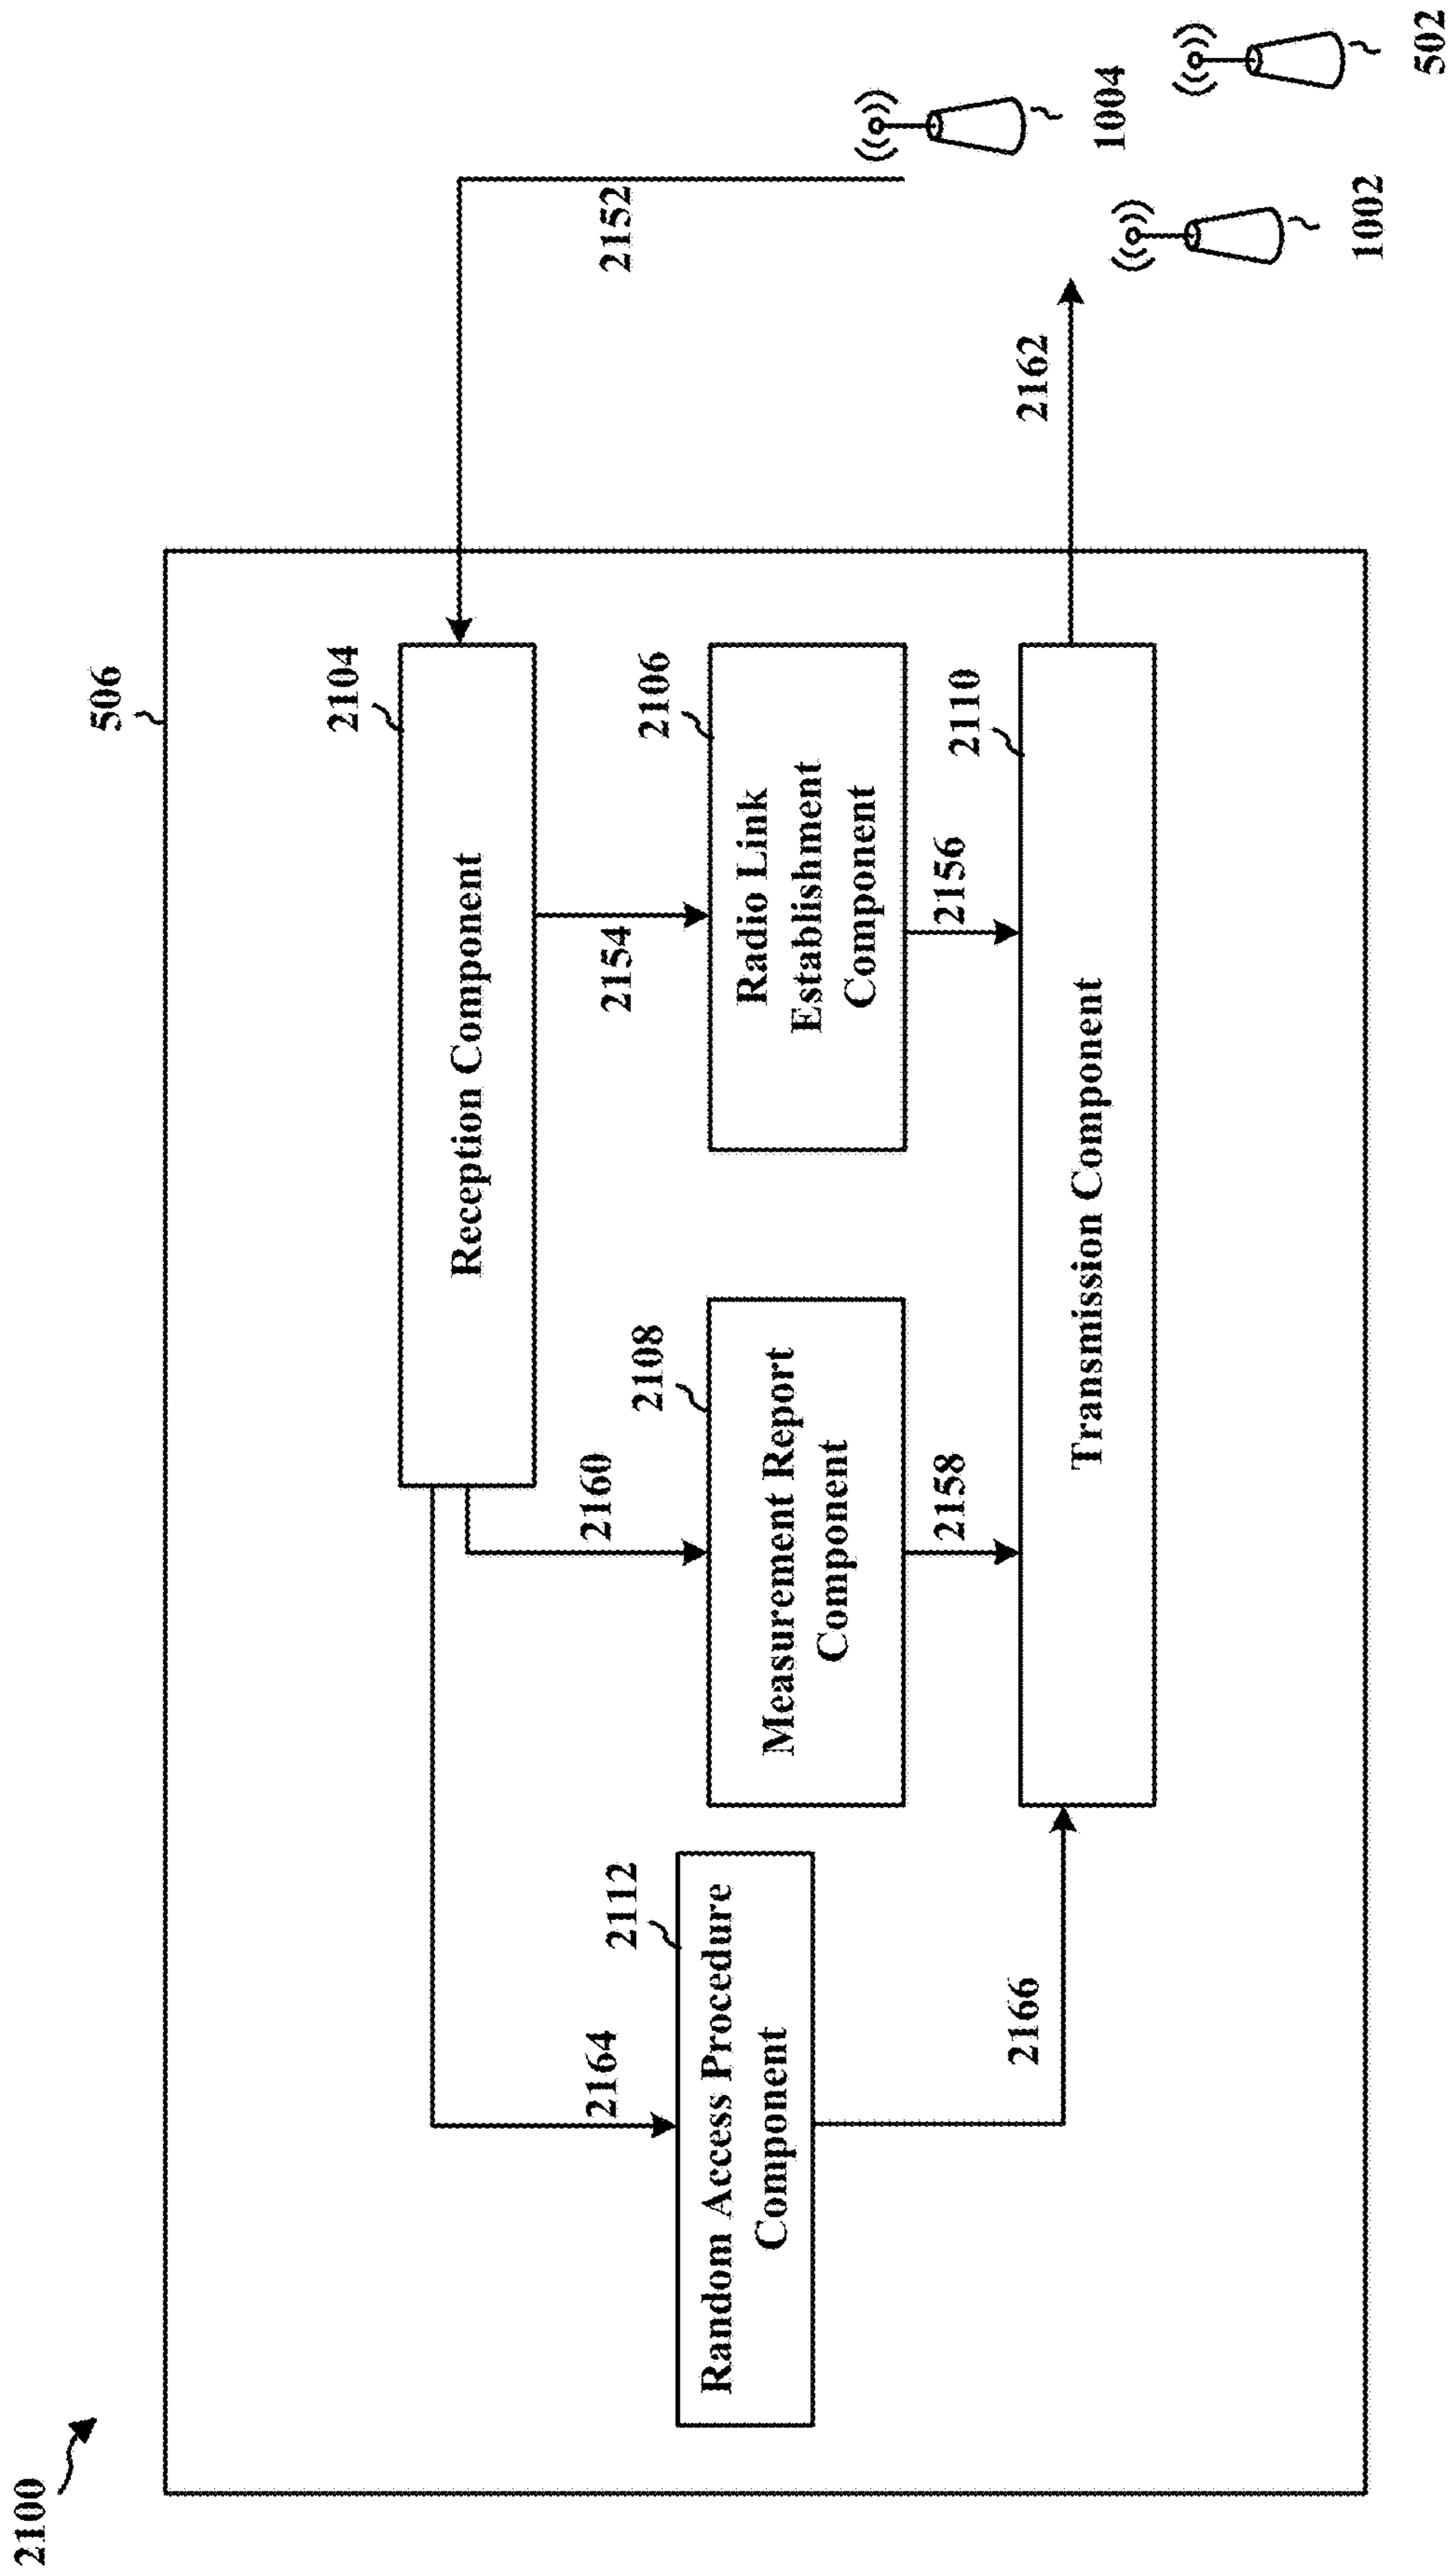 2100
506
2104
Reception Component
2152
2164
2160
2154
2112
Random Access Procedure
Component
2108
Measurement Report
Component
2106
Radio Link
Establishment
Component
1004
502
1002
2166
2158
2156
2110
2162
Transmission Component